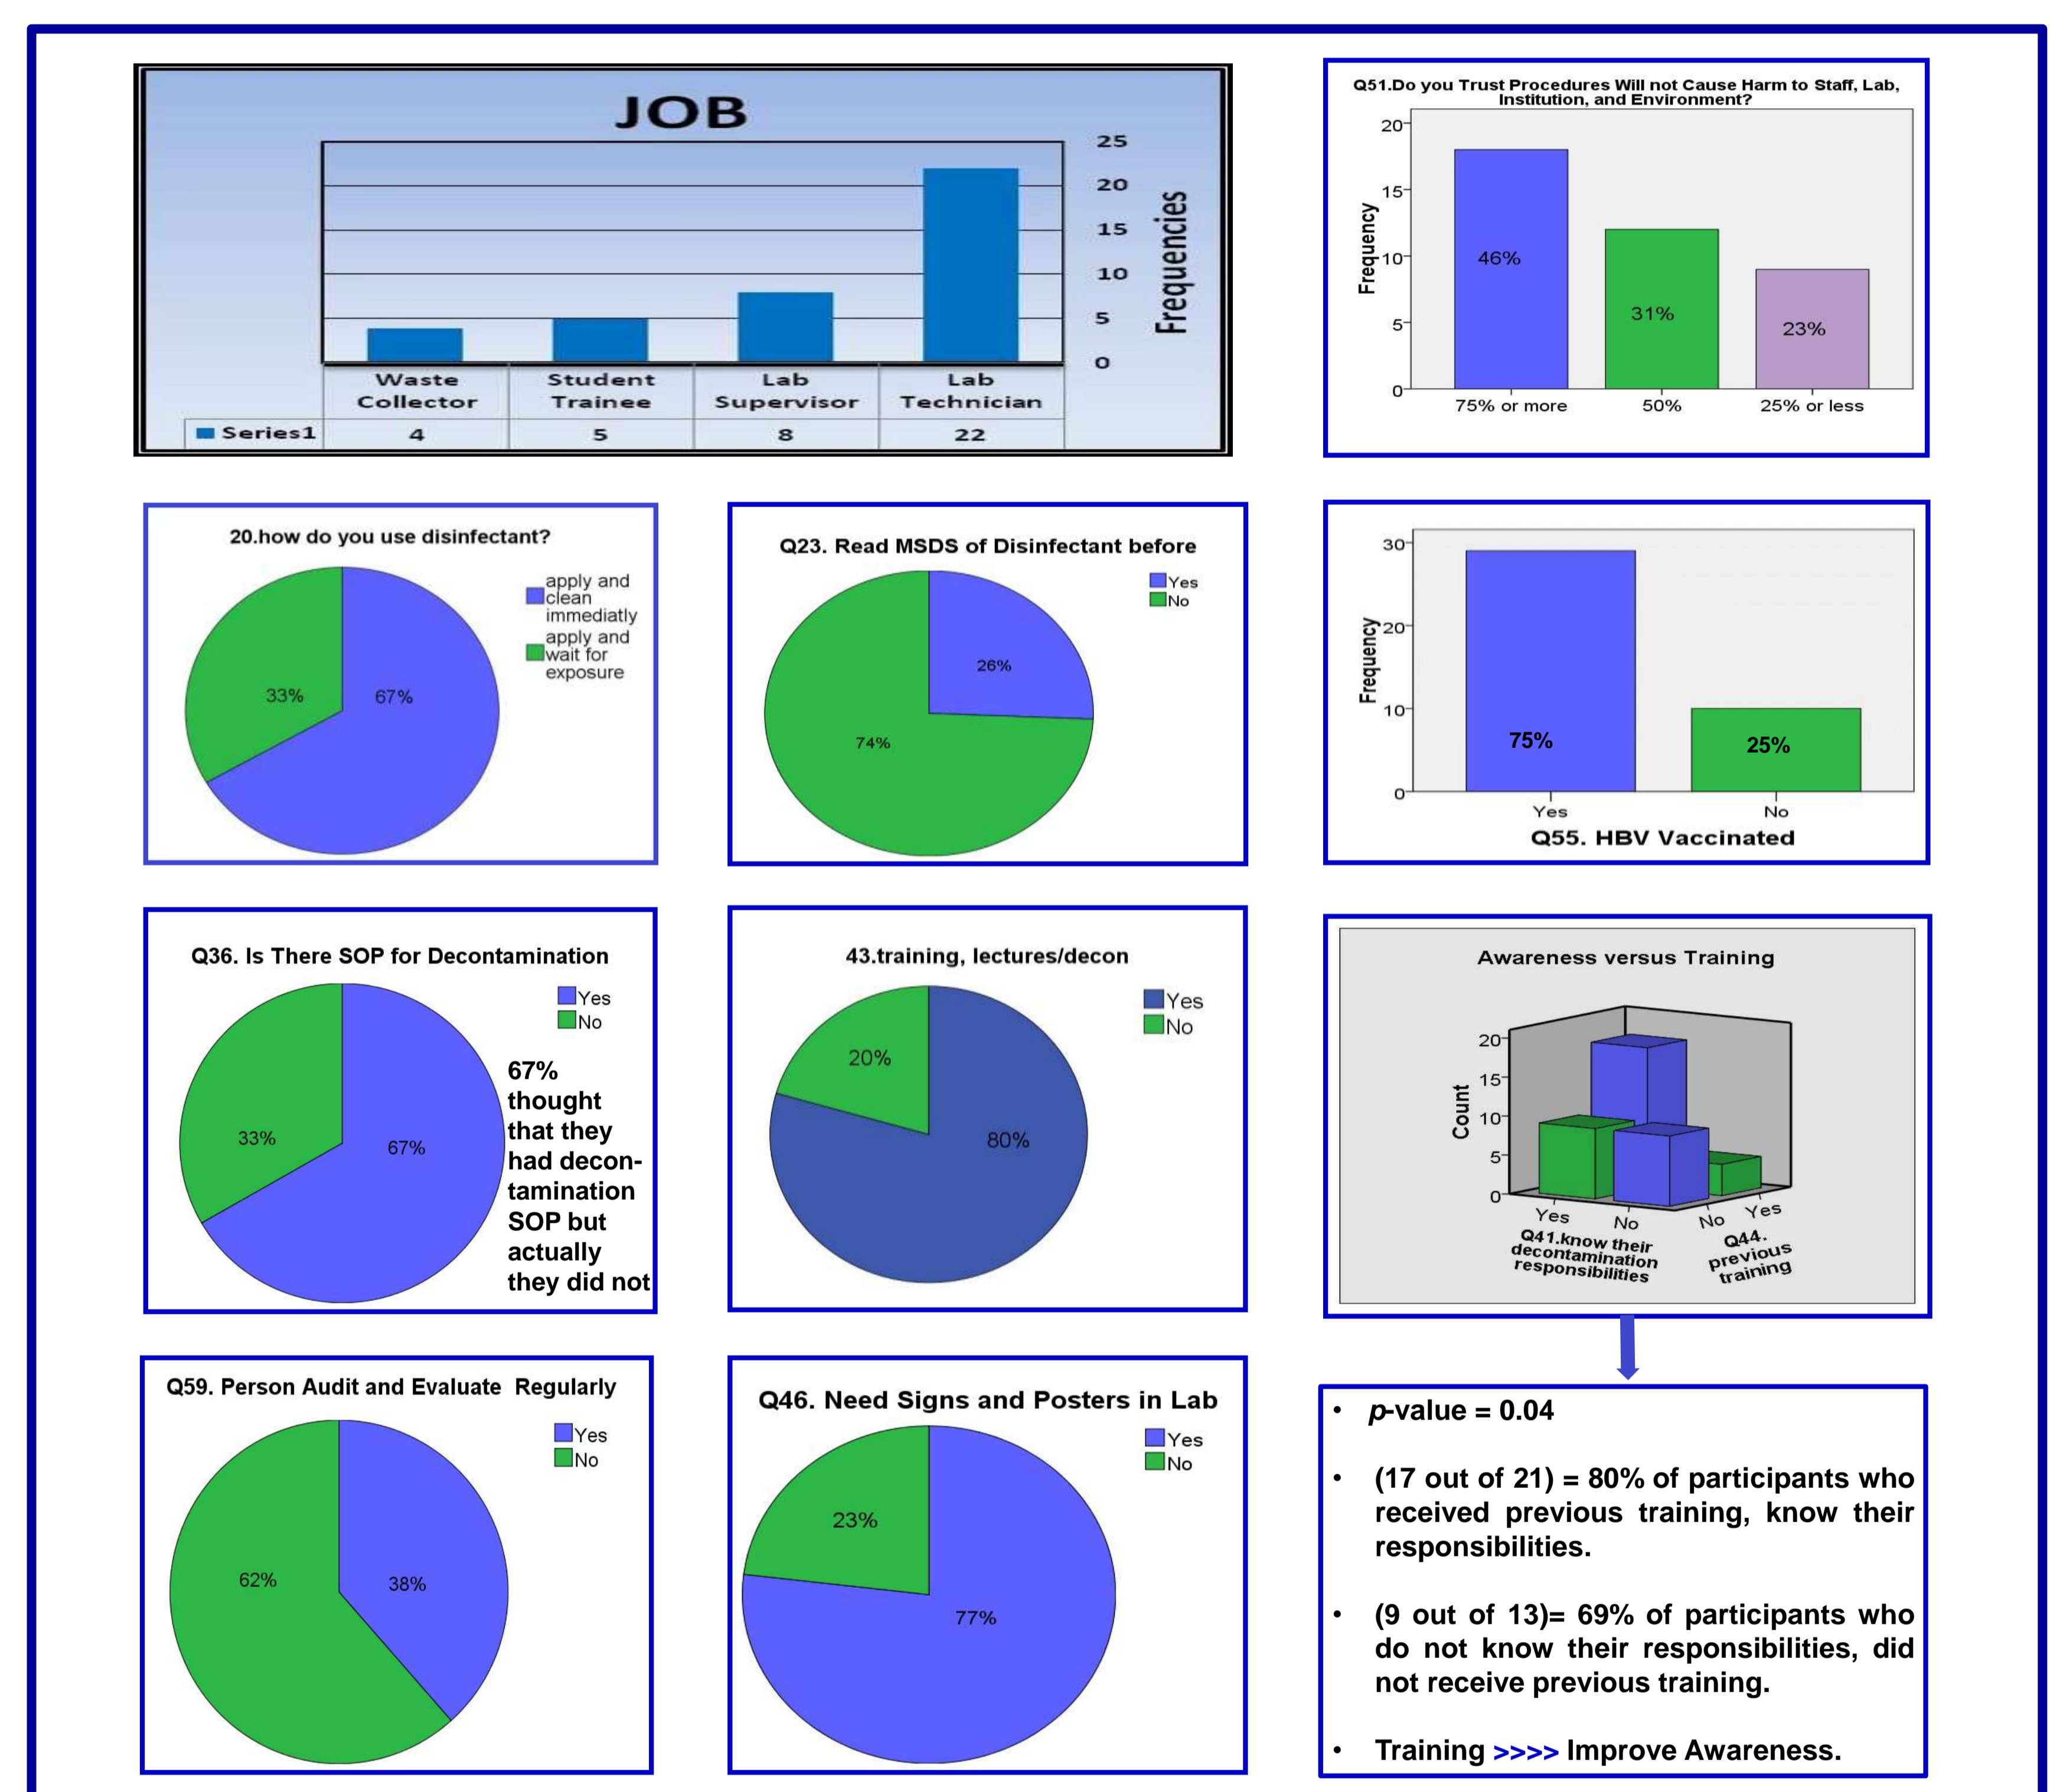 JOB
25
20
15
10
5
0
Frequencies
Waste Collector
Student Trainee
Lab Supervisor
Lab Technician
Series1 4 5 8 22
Q51.Do you Trust Procedures Will not Cause Harm to Staff, Lab,
Institution, and Environment?
Frequency
20
15
10
5
0
46%
31%
23%
75% or more 50% 25% or less
20.how do you use disinfectant?
apply and
clean
immediatly
apply and
wait for
exposure
33% 67%
Q23. Read MSDS of Disinfectant before
Yes
No
26%
74%
30
20
10
0
Frequency
75% 25%
Yes No
Q55. HBV Vaccinated
Q36. Is There SOP for Decontamination
Yes
No
33% 67%
67%
thought
that they
had decon-
tamination
SOP but
actually
they did not
43.training, lectures/decon
Yes
No
20%
80%
Awareness versus Training
Count
20
15
10
5
0
Yes No
Q41.know their
decontamination
responsibilities
No Yes
Q44.
previous
training
Q59. Person Audit and Evaluate Regularly
Yes
No
62% 38%
Q46. Need Signs and Posters in Lab
Yes
No
23%
77%
• p-value = 0.04
• (17 out of 21) = 80% of participants who
received previous training, know their
responsibilities.
• (9 out of 13)= 69% of participants who
do not know their responsibilities, did
not receive previous training.
• Training >>>> Improve Awareness.